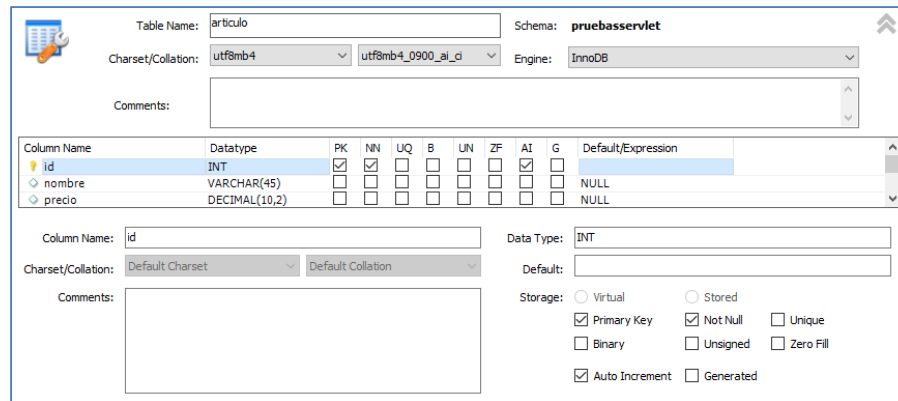 Table Name: articulo Schema: pruebasservlet
Charset/Collation: utf8mb4 utf8mb4_0900_ai_ci Engine: InnoDB
Comments:
Column Name Datatype PK NN UQ B UN ZF AI G Default/Expression
id INT
nombre VARCHAR(45) NULL
precio DECIMAL(10,2) NULL
Column Name: id Data Type: INT
Charset/Collation: Default Charset Default Collation Default:
Comments: Storage: Virtual Stored
Primary Key Not Null Unique
Binary Unsigned Zero Fill
Auto Increment Generated